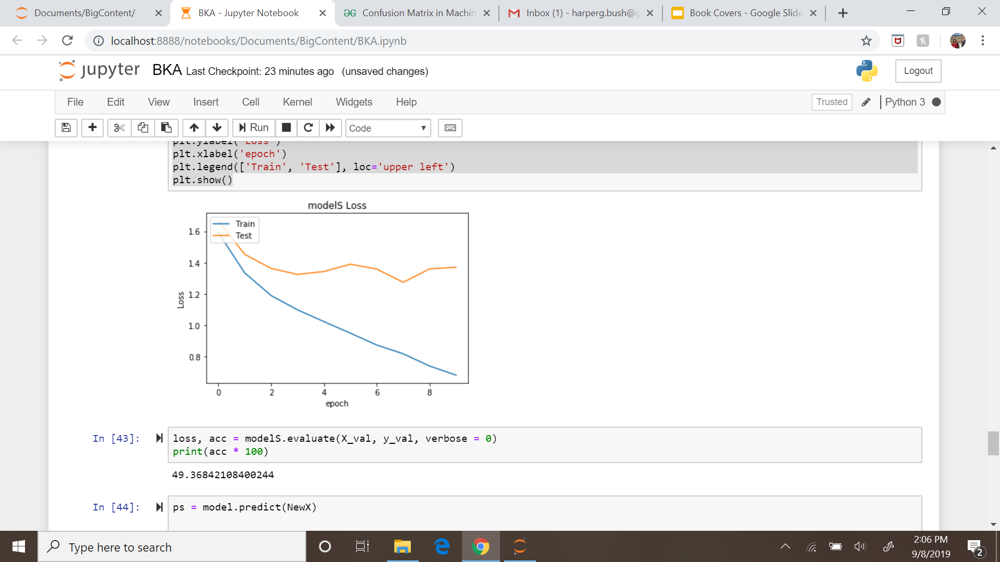 Documents/BigContent/
BKA - Jupyter Notebook
Confusion Matrix in Machin
Inbox (1) - harperg.bush@g
Book Covers - Google Slide
localhost:8888/notebooks/Documents/BigContent/BKA.ipynb
jupyter BKA Last Checkpoint: 23 minutes ago (unsaved changes)
Logout
File Edit View Insert Cell Kernel Widgets Help
Trusted
Python 3
Run
Code
plt.ylabel('Loss')
plt.xlabel('epoch')
plt.legend(['Train', 'Test'], loc='upper left')
plt.show()
modelS Loss
Train
Test
1.6
1.4
1.2
1.0
0.8
Loss
0 2 4 6 8
epoch
In [43]:
loss, acc = modelS.evaluate(X_val, y_val, verbose = 0)
print(acc * 100)
49.36842108400244
In [44]:
ps = model.predict(NewX)
Type here to search
2:06 PM
9/8/2019
2